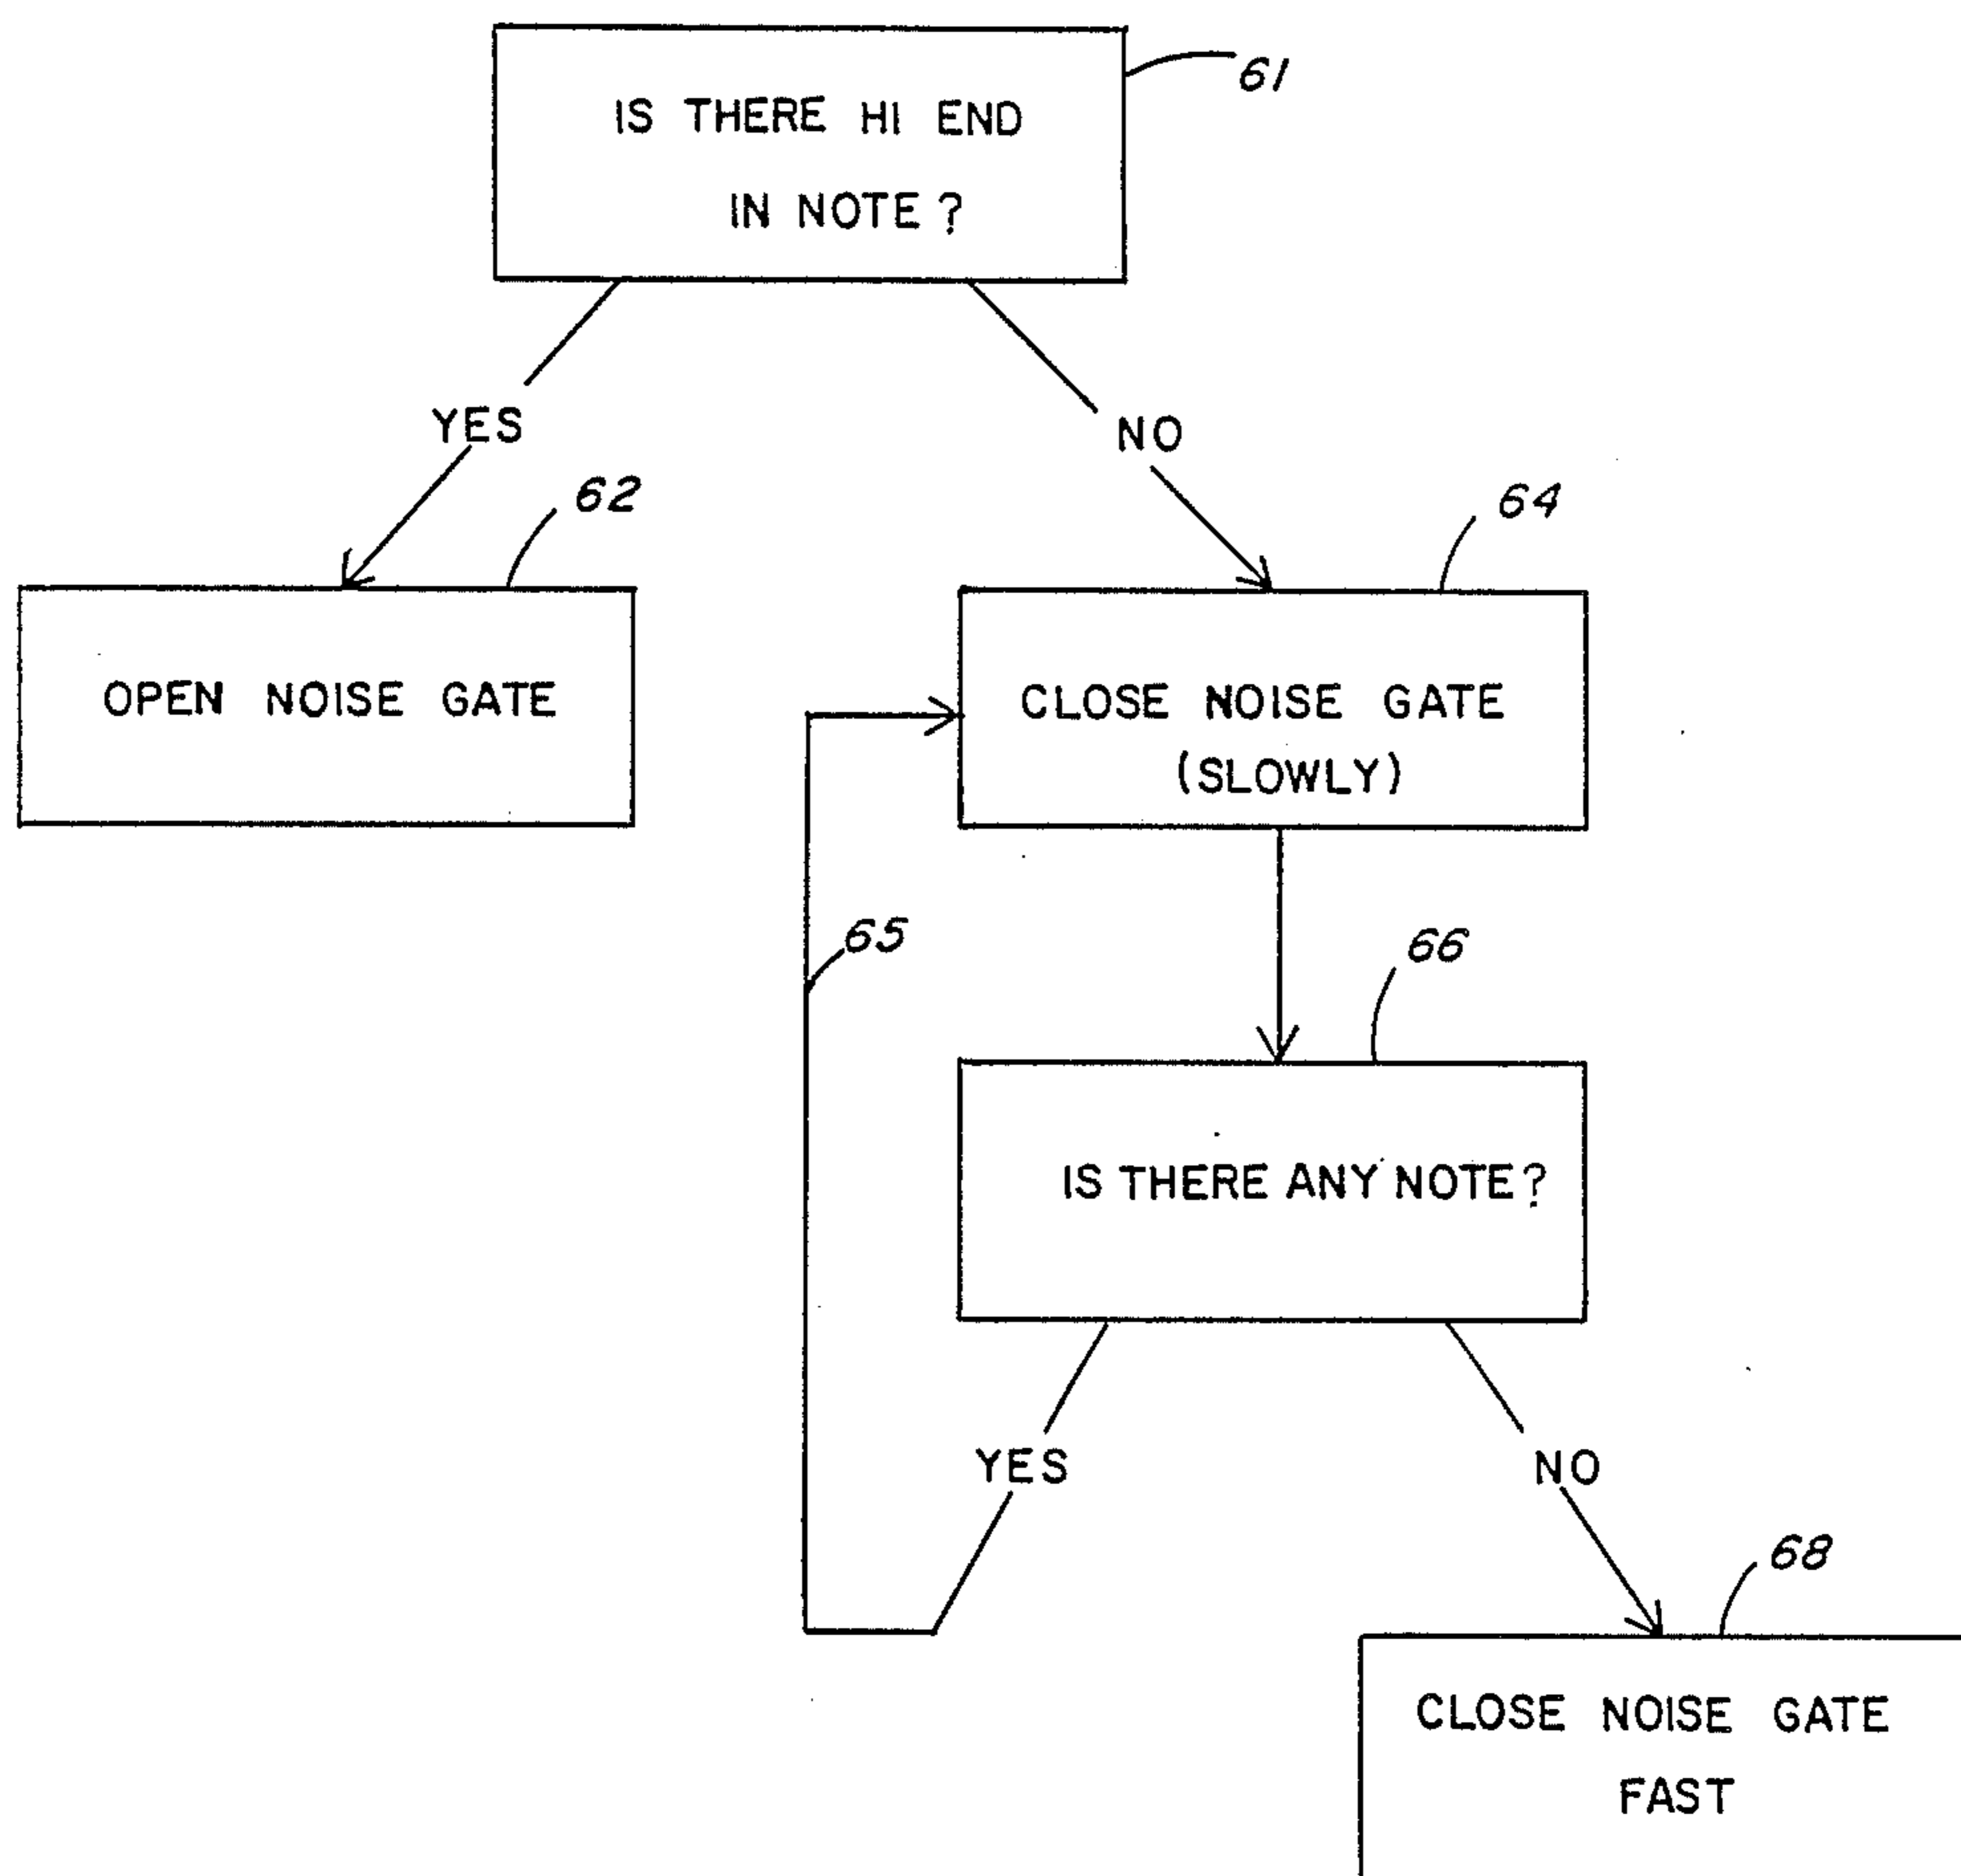 IS THERE HI END
IN NOTE?
61
YES
NO
62
64
OPEN NOISE GATE
CLOSE NOISE GATE
(SLOWLY)
65
66
IS THERE ANY NOTE?
YES
NO
68
CLOSE NOISE GATE
FAST